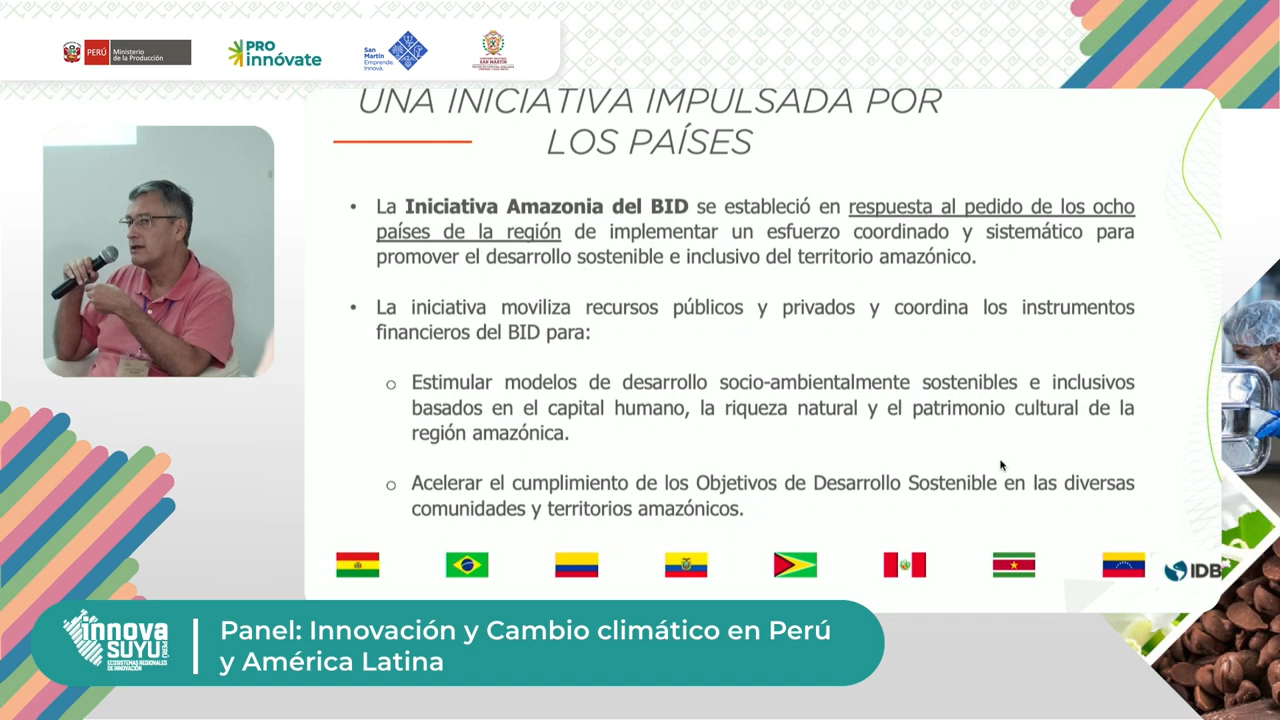 PERÚ
Ministerio
de la Producción
PRO
innóvate
San
Martín
Emprende.
Innova.
SAN MARTÍN
UNA INICIATIVA IMPULSADA POR
LOS PAÍSES
• La Iniciativa Amazonia del BID se estableció en respuesta al pedido de los ocho
países de la región de implementar un esfuerzo coordinado y sistemático para
promover el desarrollo sostenible e inclusivo del territorio amazónico.
• La iniciativa moviliza recursos públicos y privados y coordina los instrumentos
financieros del BID para:
o Estimular modelos de desarrollo socio-ambientalmente sostenibles e inclusivos
basados en el capital humano, la riqueza natural y el patrimonio cultural de la
región amazónica.
o Acelerar el cumplimiento de los Objetivos de Desarrollo Sostenible en las diversas
comunidades y territorios amazónicos.
IDB
innova
SUYU
PERÚ
ECOSISTEMAS REGIONALES
DE INNOVACIÓN
Panel: Innovación y Cambio climático en Perú
y América Latina